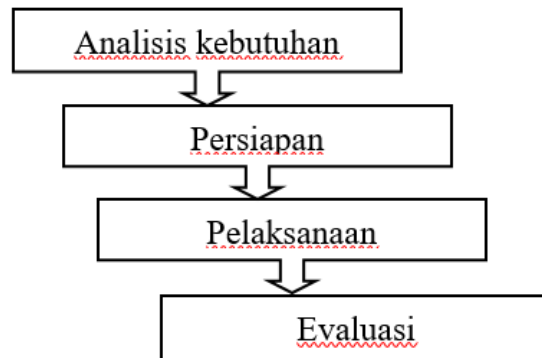 Analisis kebutuhan
Persiapan
Pelaksanaan
Evaluasi